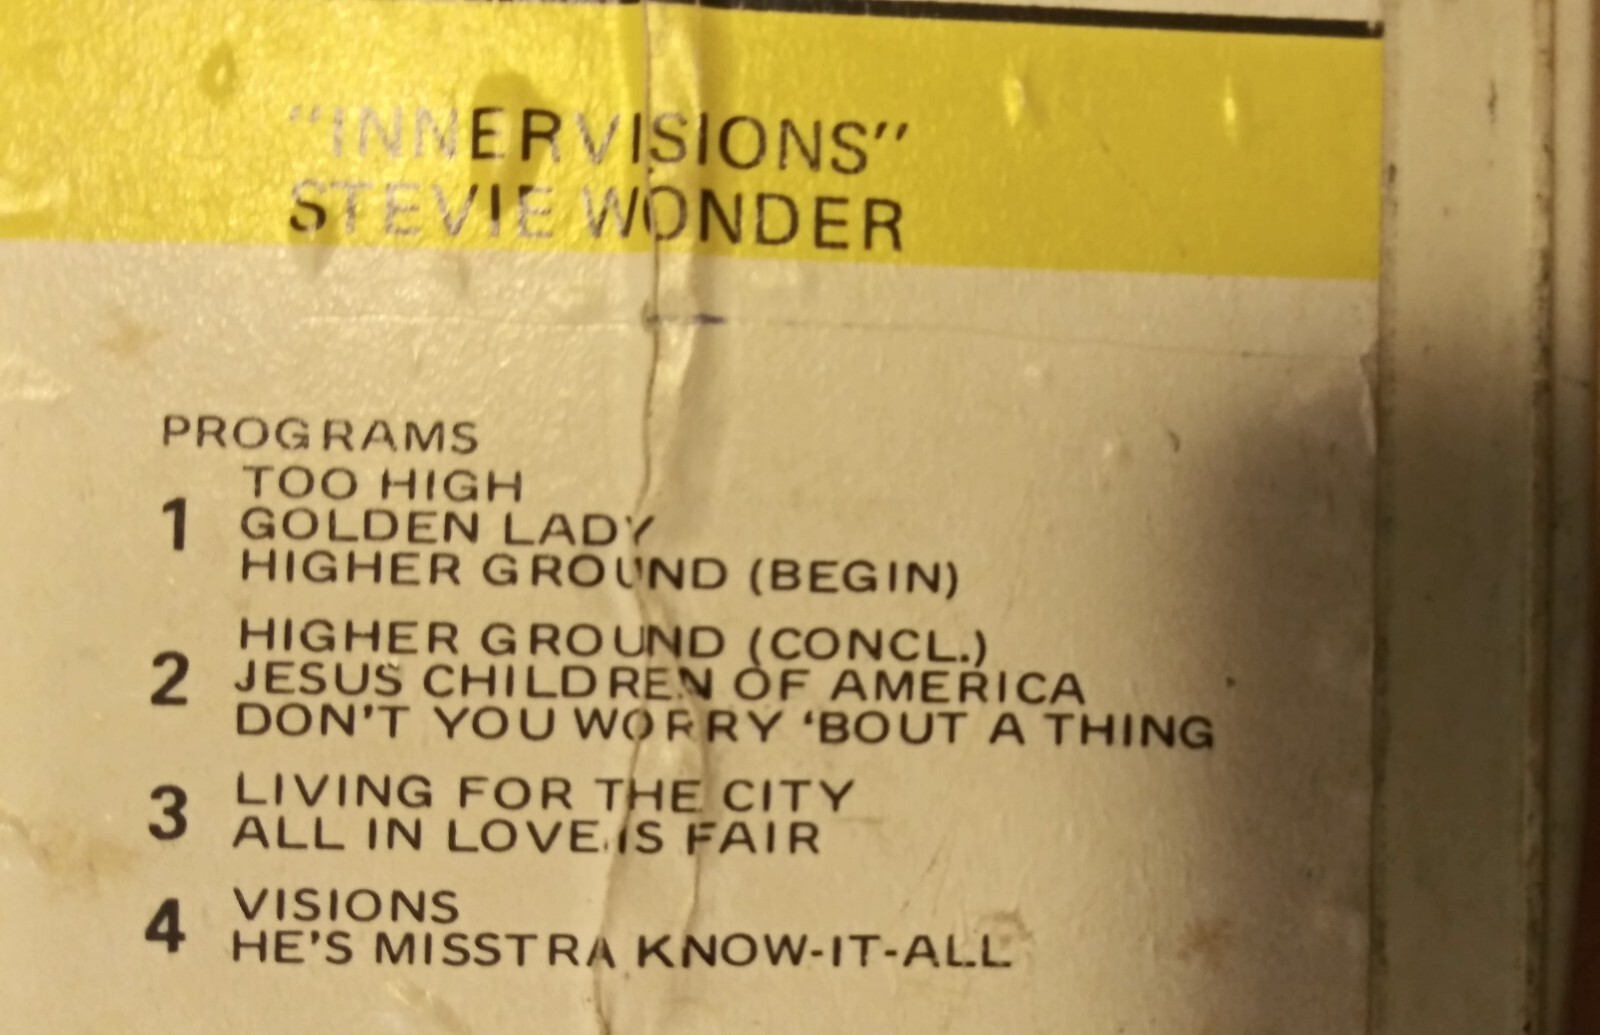 "INNERVISIONS"
STEVIE WONDER
PROGRAMS
1
TOO HIGH
GOLDEN LADY
HIGHER GROUND (BEGIN)
2
HIGHER GROUND (CONCL.)
JESUS CHILDREN OF AMERICA
DON'T YOU WORRY 'BOUT A THING
3
LIVING FOR THE CITY
ALL IN LOVE IS FAIR
4
VISIONS
HE'S MISSTRA KNOW-IT-ALL